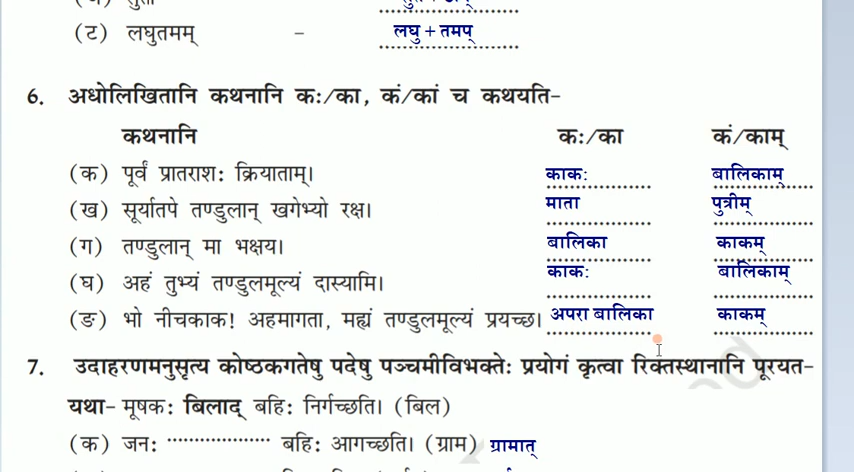 (ट) लघुतमम् – लघु + तमप्
6. अधोलिखितानि कथनानि कः/का, कं/कां च कथयति–
कथनानि कः/का कं/काम्
(क) पूर्वं प्रातराशः क्रियाताम्। काकः बालिकाम्
(ख) सूर्यातपे तण्डुलान् खगेभ्यो रक्ष। माता पुत्रीम्
(ग) तण्डुलान् मा भक्षय। बालिका काकम्
(घ) अहं तुभ्यं तण्डुलमूल्यं दास्यामि। काकः बालिकाम्
(ङ) भो नीचकाक! अहमागता, मह्यं तण्डुलमूल्यं प्रयच्छ। अपरा बालिका काकम्
7. उदाहरणमनुसृत्य कोष्ठकगतेषु पदेषु पञ्चमीविभक्तेः प्रयोगं कृत्वा रिक्तस्थानानि पूरयत–
यथा– मूषकः बिलाद् बहिः निर्गच्छति। (बिल)
(क) जनः .................... बहिः आगच्छति। (ग्राम) ग्रामात्